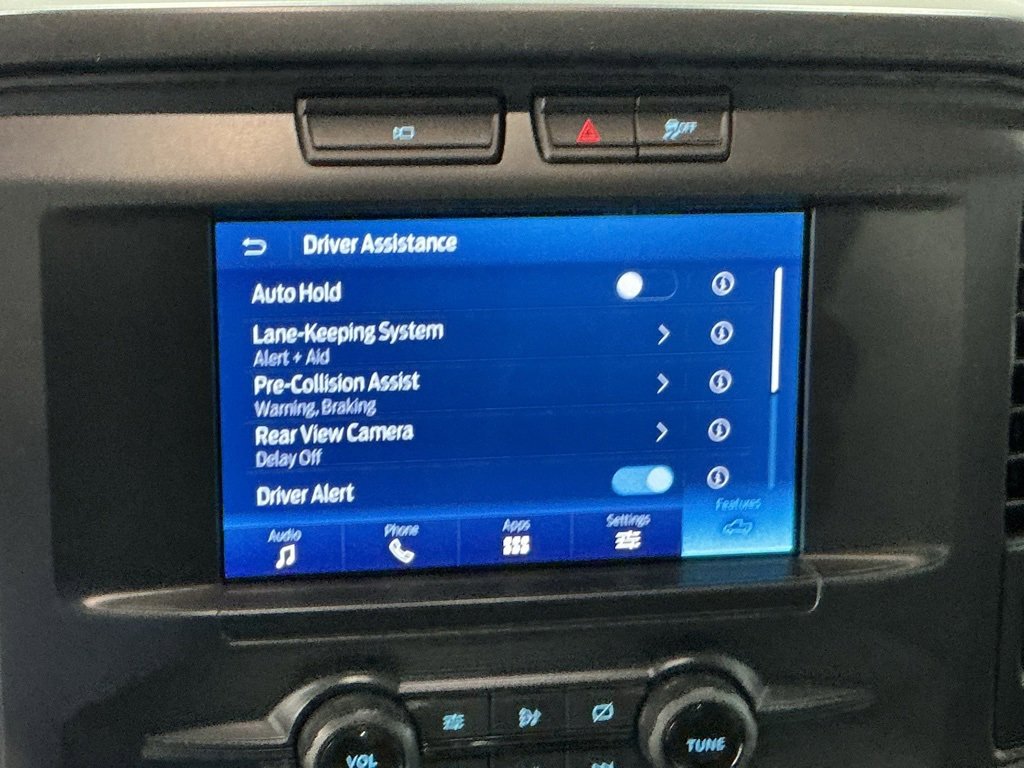 OFF
Driver Assistance
Auto Hold
Lane-Keeping System
Alert + Aid
Pre-Collision Assist
Warning, Braking
Rear View Camera
Delay Off
Driver Alert
Audio Phone Apps Settings Features
VOL TUNE